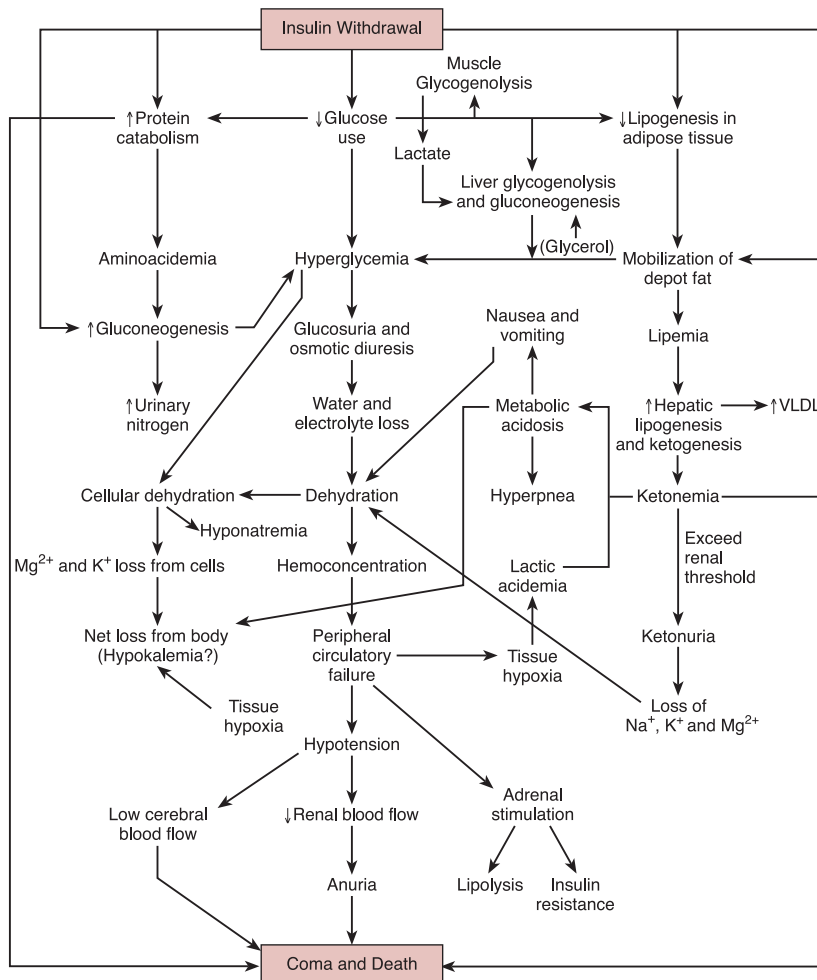 Insulin Withdrawal
Muscle
Glycogenolysis
↑Protein
catabolism
↓Glucose
use
↓Lipogenesis in
adipose tissue
Lactate
Liver glycogenolysis
and gluconeogenesis
(Glycerol)
Aminoacidemia
Hyperglycemia
Mobilization of
depot fat
↑Gluconeogenesis
Glucosuria and
osmotic diuresis
Nausea and
vomiting
Lipemia
↑Urinary
nitrogen
Water and
electrolyte loss
Metabolic
acidosis
↑Hepatic
lipogenesis
and ketogenesis
↑VLDL
Cellular dehydration
Dehydration
Hyperpnea
Ketonemia
Hyponatremia
Exceed
renal
threshold
Mg²⁺ and K⁺ loss from cells
Hemoconcentration
Lactic
acidemia
Net loss from body
(Hypokalemia?)
Peripheral
circulatory
failure
Tissue
hypoxia
Ketonuria
Tissue
hypoxia
Loss of
Na⁺, K⁺ and Mg²⁺
Hypotension
Low cerebral
blood flow
↓Renal blood flow
Adrenal
stimulation
Anuria
Lipolysis
Insulin
resistance
Coma and Death